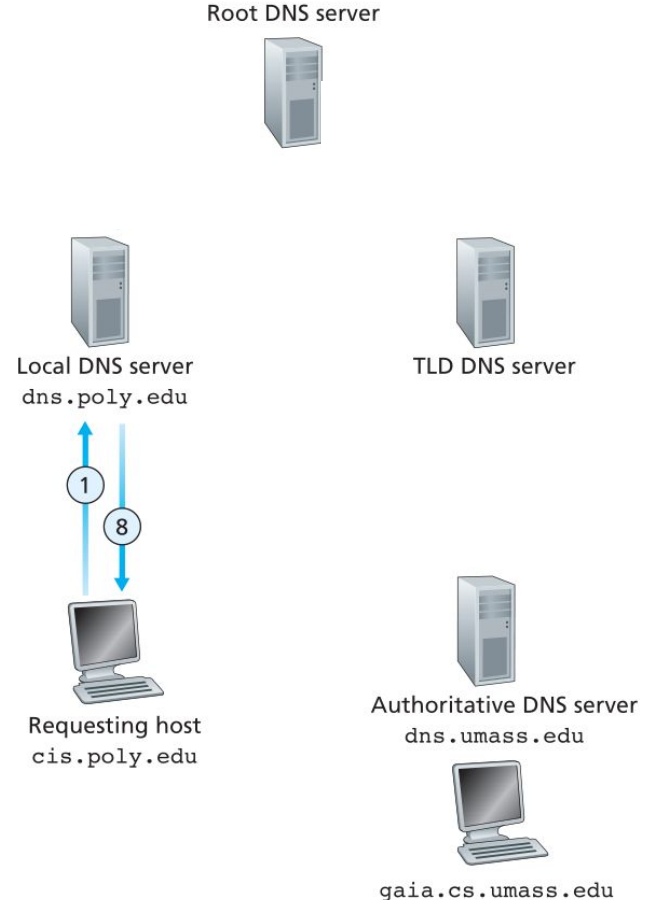 Root DNS server
Local DNS server
dns.poly.edu
TLD DNS server
1
8
Requesting host
cis.poly.edu
Authoritative DNS server
dns.umass.edu
gaia.cs.umass.edu